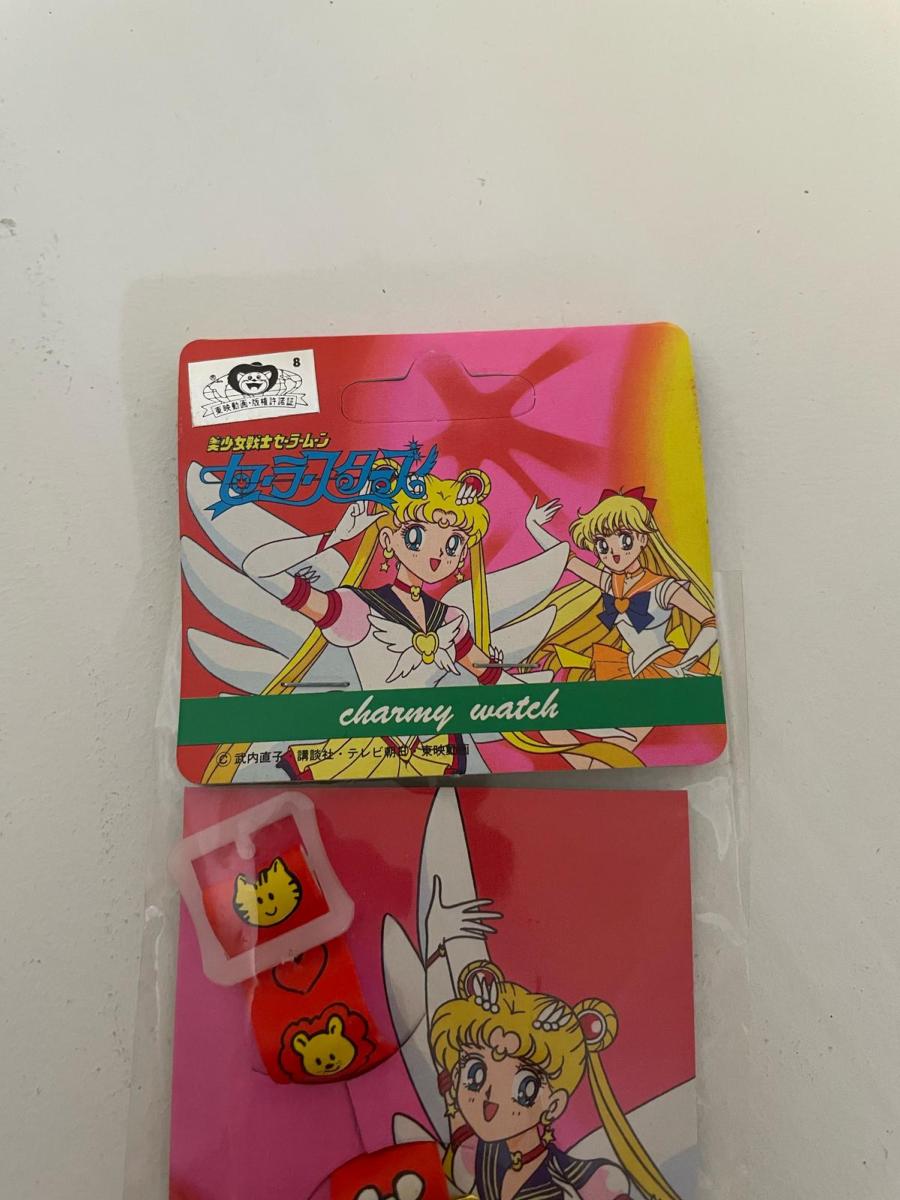 8
®
東映動画・版権許諾証
美少女戦士セーラームーン
セーラースターズ
charmy watch
© 武内直子・講談社・テレビ朝日・東映動画